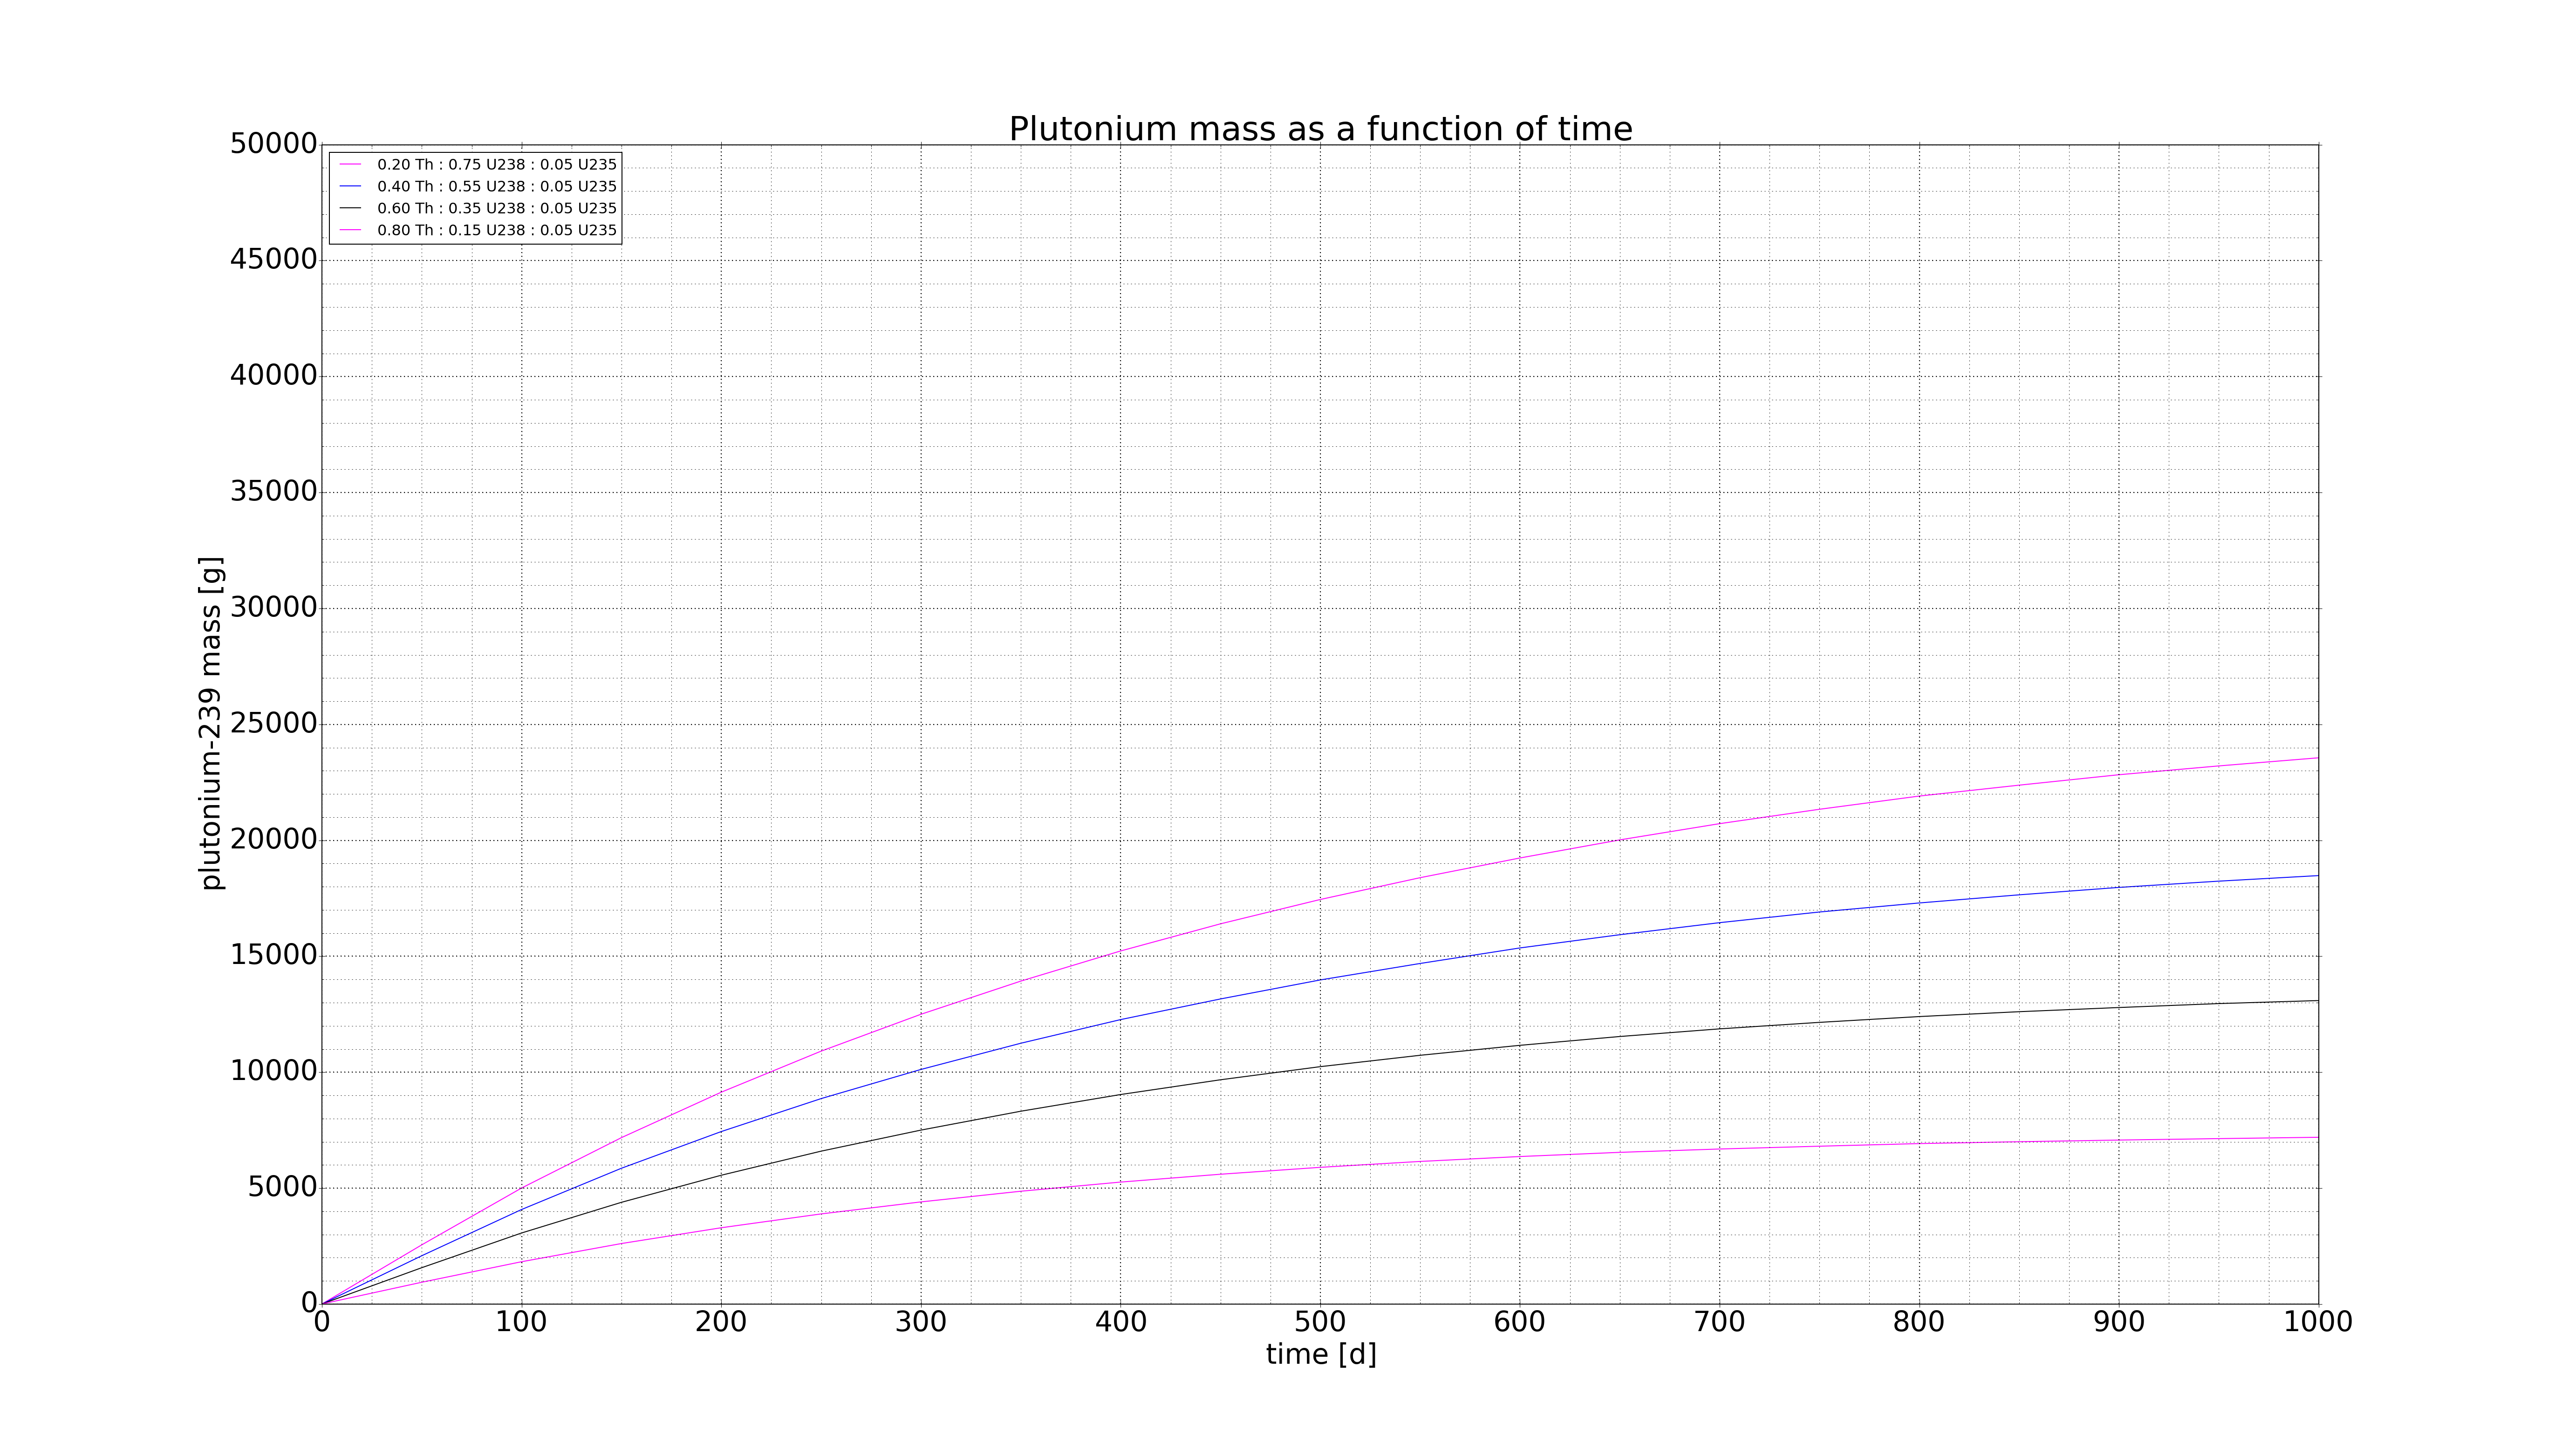 Plutonium mass as a function of time
50000
45000
40000
35000
30000
25000
20000
15000
10000
5000
0
plutonium-239 mass [g]
0.20 Th : 0.75 U238 : 0.05 U235
0.40 Th : 0.55 U238 : 0.05 U235
0.60 Th : 0.35 U238 : 0.05 U235
0.80 Th : 0.15 U238 : 0.05 U235
0 100 200 300 400 500 600 700 800 900 1000
time [d]